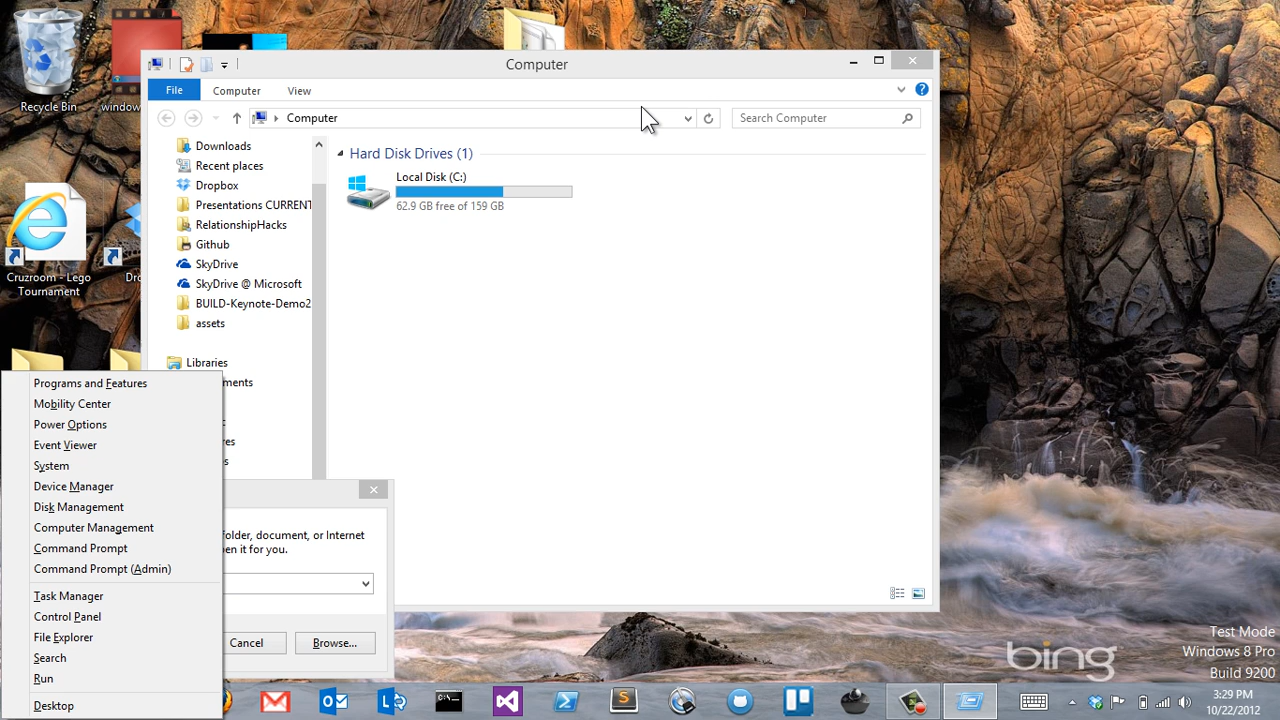 Recycle Bin
window
Cruzroom - Lego
Tournament
Dro
Computer
File
Computer
View
Computer
Search Computer
Downloads
Recent places
Dropbox
Presentations CURRENT
RelationshipHacks
Github
SkyDrive
SkyDrive @ Microsoft
BUILD-Keynote-Demo2
assets
Libraries
ments
res
Hard Disk Drives (1)
Local Disk (C:)
62.9 GB free of 159 GB
Programs and Features
Mobility Center
Power Options
Event Viewer
System
Device Manager
Disk Management
Computer Management
Command Prompt
Command Prompt (Admin)
Task Manager
Control Panel
File Explorer
Search
Run
Desktop
folder, document, or Internet
en it for you.
Cancel
Browse...
bing
Test Mode
Windows 8 Pro
Build 9200
3:29 PM
10/22/2012